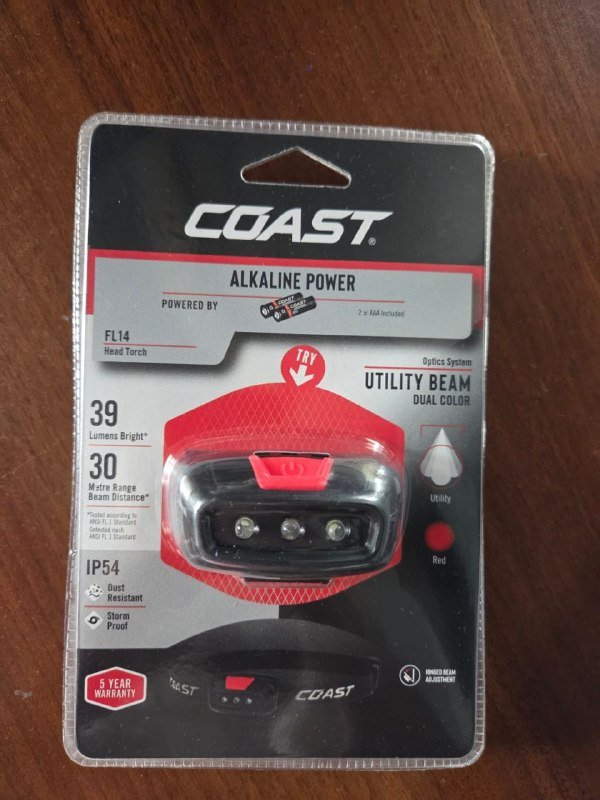 COAST®
ALKALINE POWER
POWERED BY
COAST
COAST
2 x AAA Included
FL14
Head Torch
TRY
Optics System
UTILITY BEAM
DUAL COLOR
39
Lumens Bright*
30
Metre Range
Beam Distance*
*Tested according to
ANSI FL 1 Standard
Getestet nach
ANSI FL 1 Standard
Utility
Red
IP54
Dust
Resistant
Storm
Proof
5 YEAR
WARRANTY
AST
COAST
HINGED BEAM
ADJUSTMENT